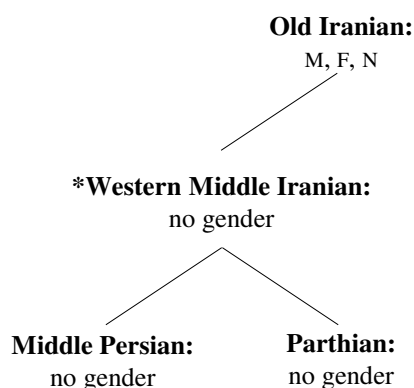 Old Iranian:
M, F, N
*Western Middle Iranian:
no gender
Middle Persian:
no gender
Parthian:
no gender